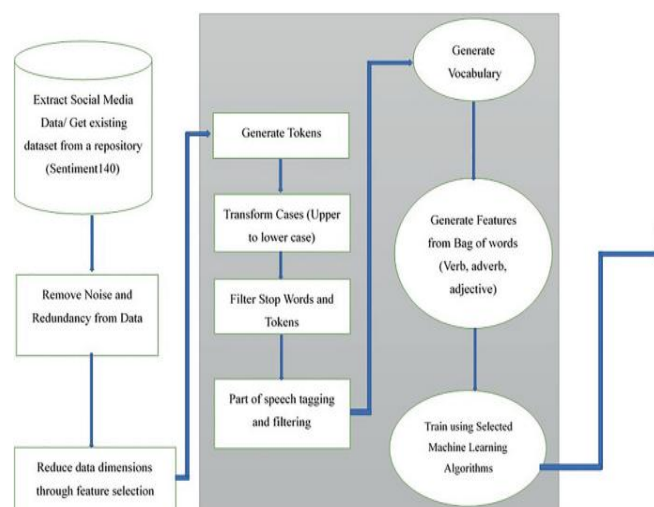 Extract Social Media
Data/ Get existing
dataset from a repository
(Sentiment140)
Remove Noise and
Redundancy from Data
Reduce data dimensions
through feature selection
Generate Tokens
Transform Cases (Upper
to lower case)
Filter Stop Words and
Tokens
Part of speech tagging
and filtering
Generate
Vocabulary
Generate Features
from Bag of words
(Verb, adverb,
adjective)
Train using Selected
Machine Learning
Algorithms